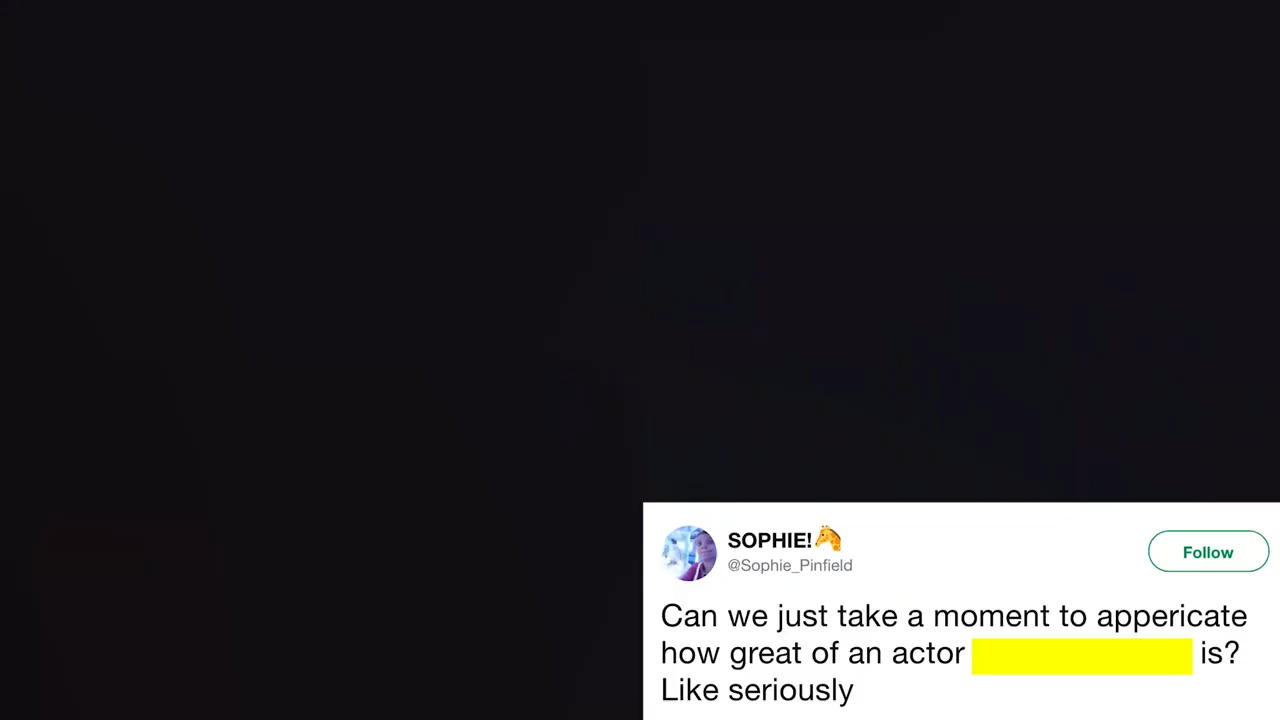 SOPHIE!🦒
@Sophie_Pinfield
Follow
Can we just take a moment to appericate
how great of an actor is?
Like seriously